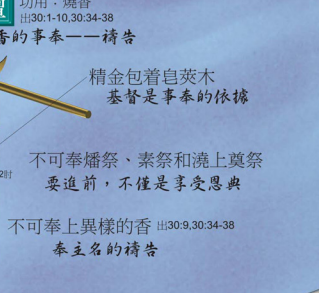 功用：燒香
出30:1-10,30:34-38
香的事奉——禱告
精金包着皂莢木
基督是事奉的依據
不可奉燔祭、素祭和澆上奠祭
要進前，不僅是享受恩典
不可奉上異樣的香 出30:9,30:34-38
奉主名的禱告